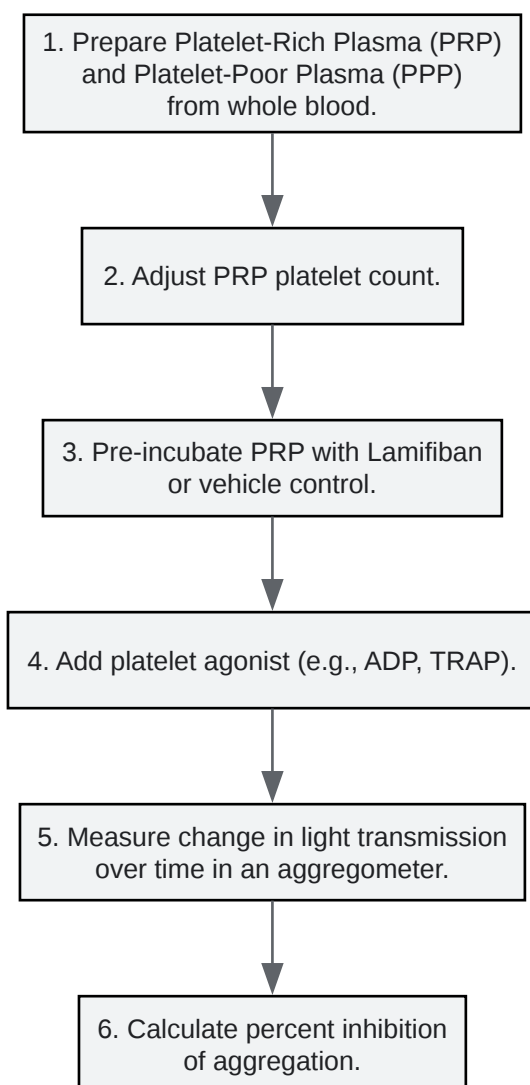 1. Prepare Platelet-Rich Plasma (PRP)
and Platelet-Poor Plasma (PPP)
from whole blood.
2. Adjust PRP platelet count.
3. Pre-incubate PRP with Lamifiban
or vehicle control.
4. Add platelet agonist (e.g., ADP, TRAP).
5. Measure change in light transmission
over time in an aggregometer.
6. Calculate percent inhibition
of aggregation.